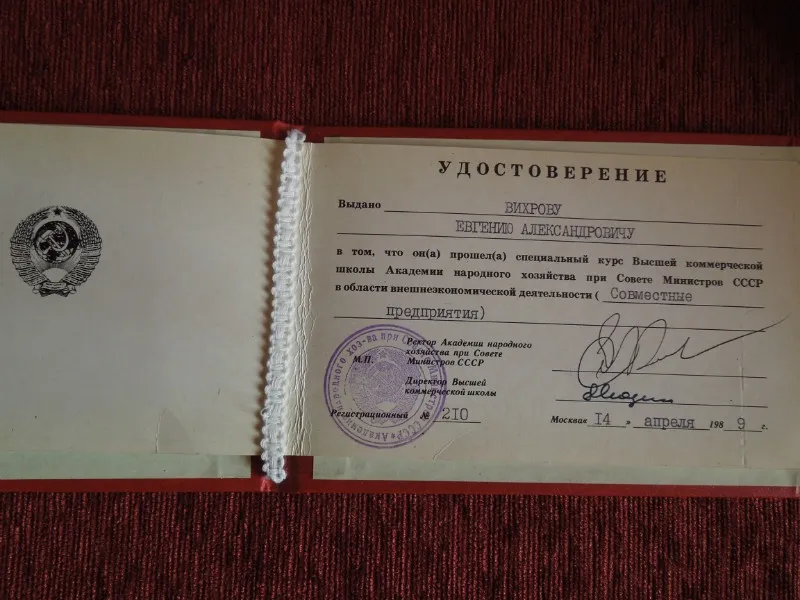 УДОСТОВЕРЕНИЕ
Выдано ВИХРОВУ
ЕВГЕНИЮ АЛЕКСАНДРОВИЧУ
в том, что он(а) прошел(а) специальный курс Высшей коммерческой
школы Академии народного хозяйства при Совете Министров СССР
в области внешнеэкономической деятельности ( Совместные
предприятия)
Ректор Академии народного
хозяйства при Совете
Министров СССР
М.П.
Директор Высшей
коммерческой школы
Регистрационный № 210
Москва « 14 » апреля 198 9 г.